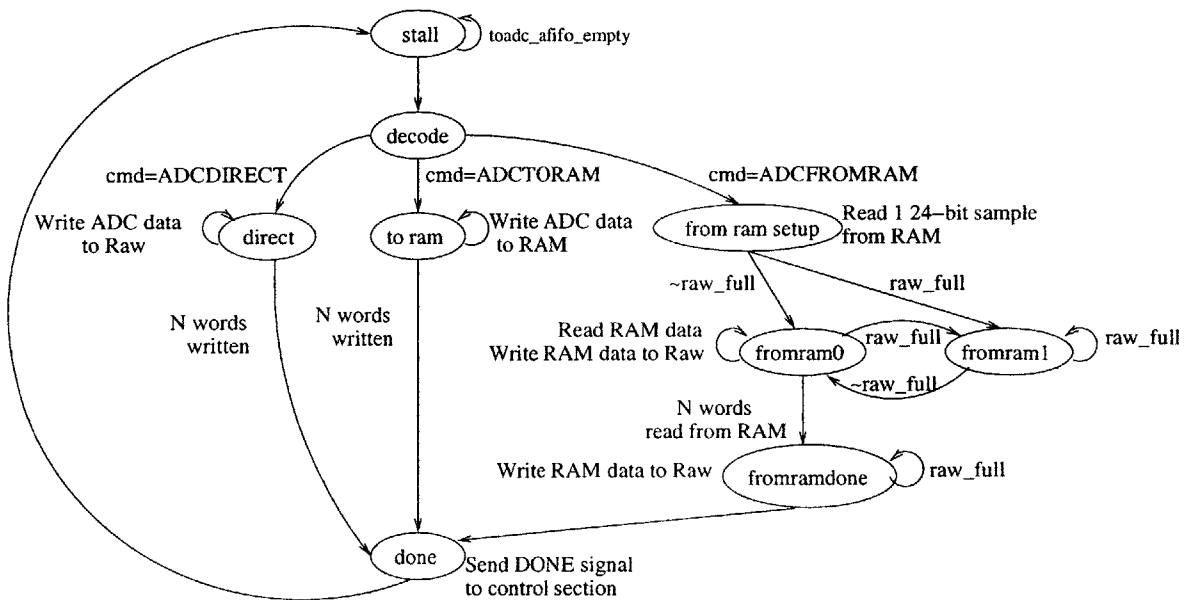 stall
toadc_afifo_empty
decode
cmd=ADCDIRECT
cmd=ADCTORAM
cmd=ADCFROMRAM
Write ADC data
to Raw
direct
to ram
Write ADC data
to RAM
from ram setup
Read 1 24-bit sample
from RAM
~raw_full
raw_full
N words
written
N words
written
Read RAM data
Write RAM data to Raw
fromram0
raw_full
fromram1
raw_full
~raw_full
N words
read from RAM
Write RAM data to Raw
fromramdone
raw_full
done
Send DONE signal
to control section